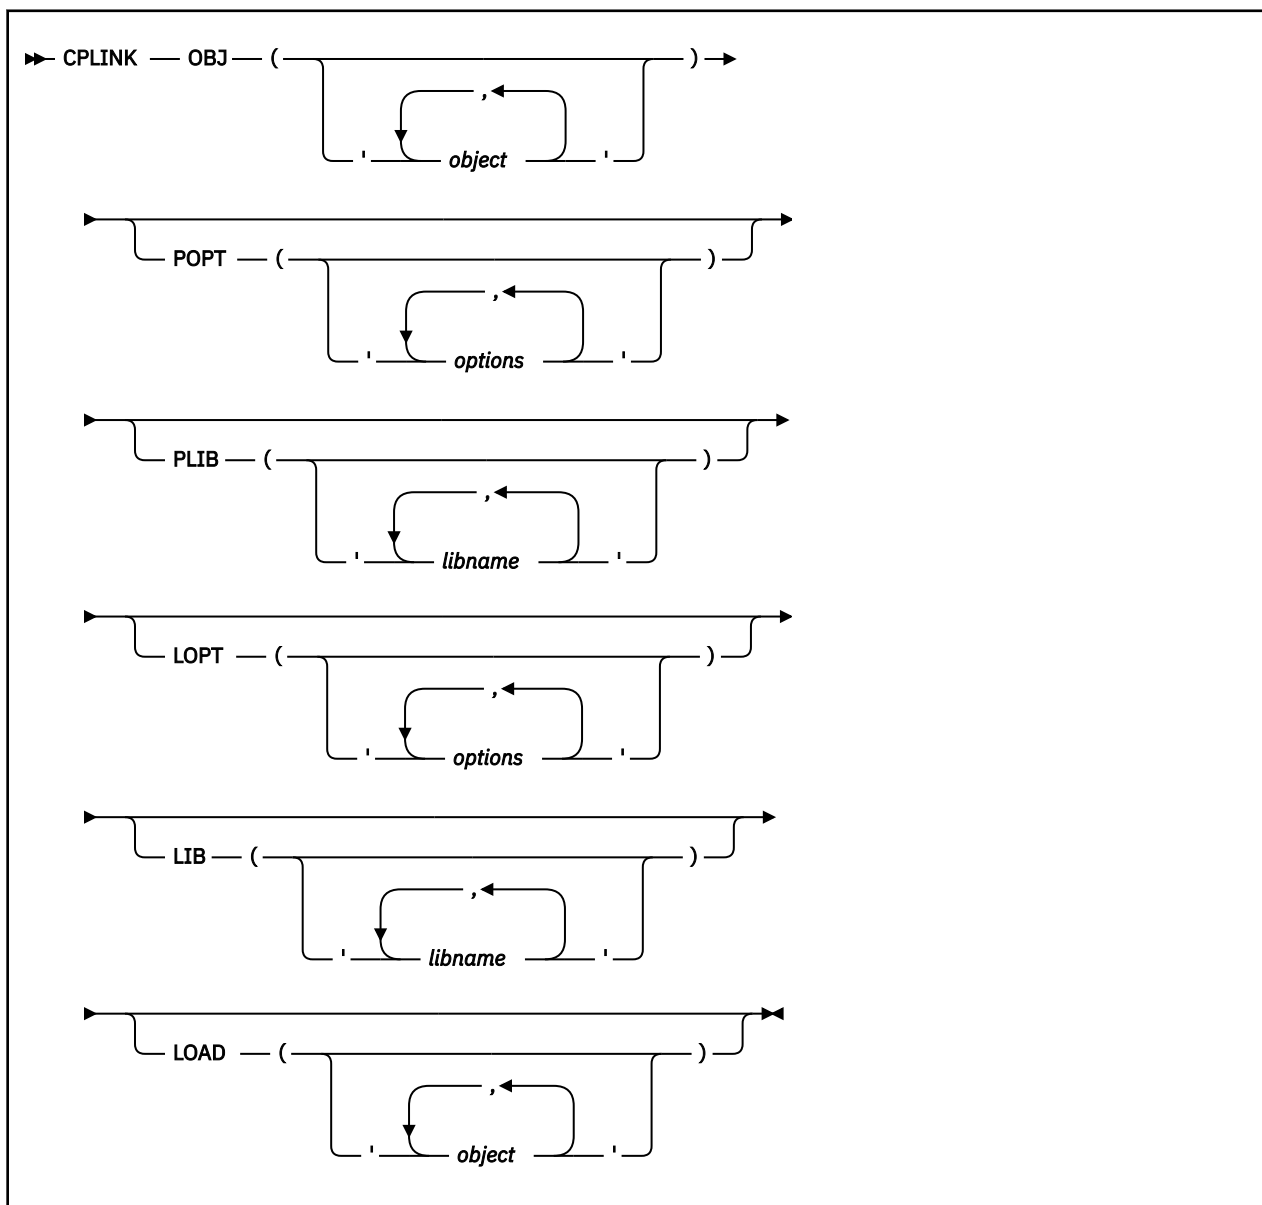 CPLINK OBJ ( )
,
' object '
POPT ( )
,
' options '
PLIB ( )
,
' libname '
LOPT ( )
,
' options '
LIB ( )
,
' libname '
LOAD ( )
,
' object '